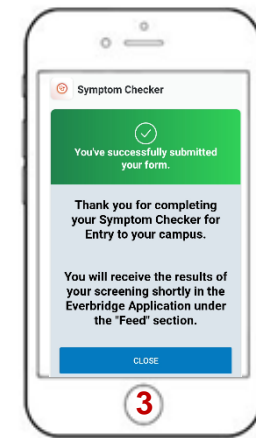 Symptom Checker
You've successfully submitted
your form.
Thank you for completing
your Symptom Checker for
Entry to your campus.
You will receive the results of
your screening shortly in the
Everbridge Application under
the "Feed" section.
CLOSE
3